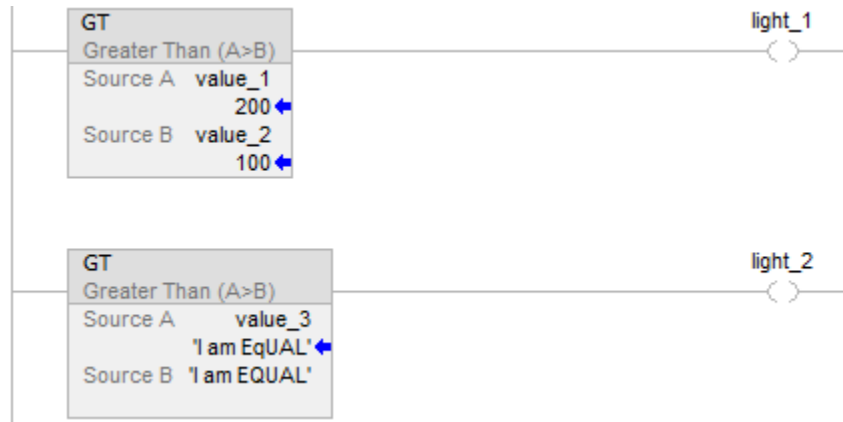 GT
light_1
Greater Than (A>B)
Source A value_1
200
Source B value_2
100
GT
light_2
Greater Than (A>B)
Source A value_3
'I am EqUAL'
Source B 'I am EQUAL'